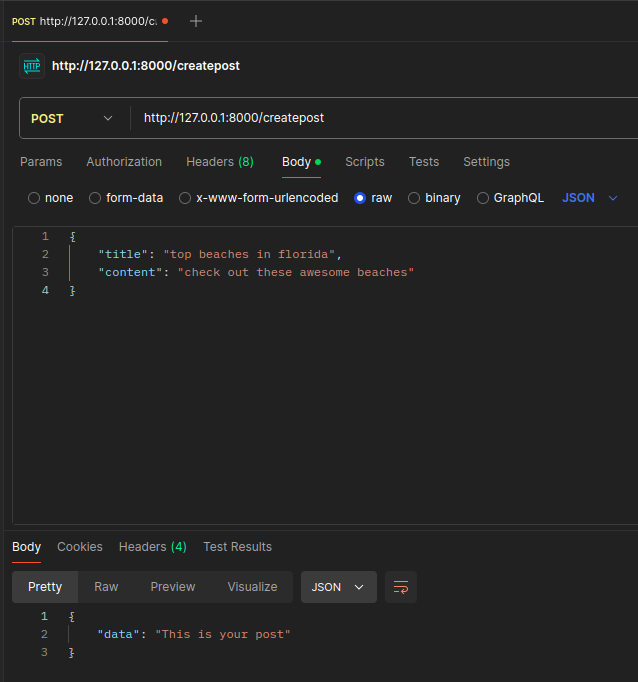 POST http://127.0.0.1:8000/c
HTTP http://127.0.0.1:8000/createpost
POST http://127.0.0.1:8000/createpost
Params Authorization Headers (8) Body Scripts Tests Settings
none form-data x-www-form-urlencoded raw binary GraphQL JSON
1 {
2 "title": "top beaches in florida",
3 "content": "check out these awesome beaches"
4 }
Body Cookies Headers (4) Test Results
Pretty Raw Preview Visualize JSON
1 {
2 "data": "This is your post"
3 }